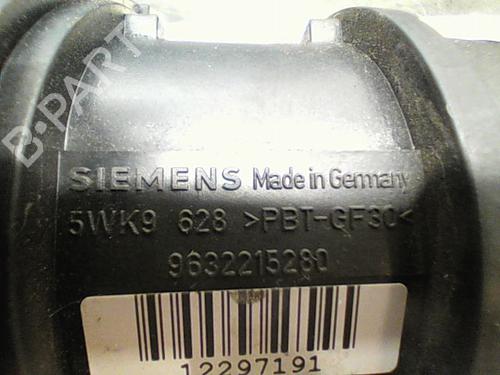 B-PARTS
SIEMENS Made in Germany
5WK9 628 >PBT-GF30<
9632215280
12297191